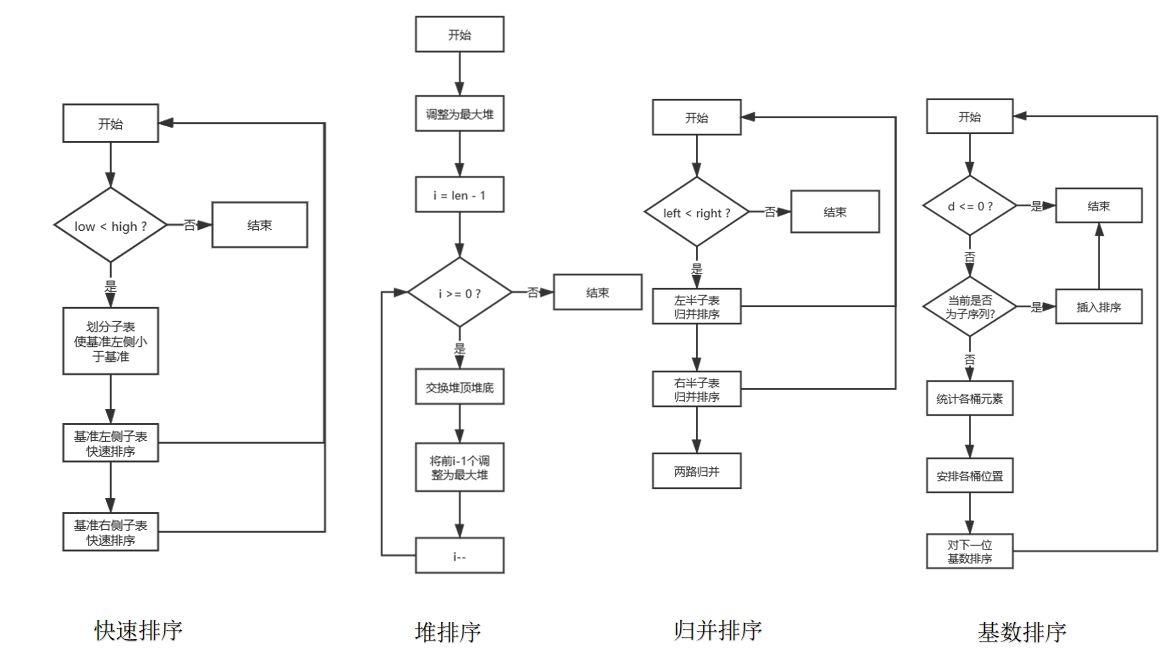 开始
low < high ?
否
结束
是
划分子表
使基准左侧小
于基准
基准左侧子表
快速排序
基准右侧子表
快速排序
快速排序
开始
调整为最大堆
i = len - 1
i >= 0 ?
否
结束
是
交换堆顶堆底
将前i-1个调
整为最大堆
i--
堆排序
开始
left < right ?
否
结束
是
左半子表
归并排序
右半子表
归并排序
两路归并
归并排序
开始
d <= 0 ?
是
结束
否
当前是否
为子序列?
是
插入排序
否
统计各桶元素
安排各桶位置
对下一位
基数排序
基数排序